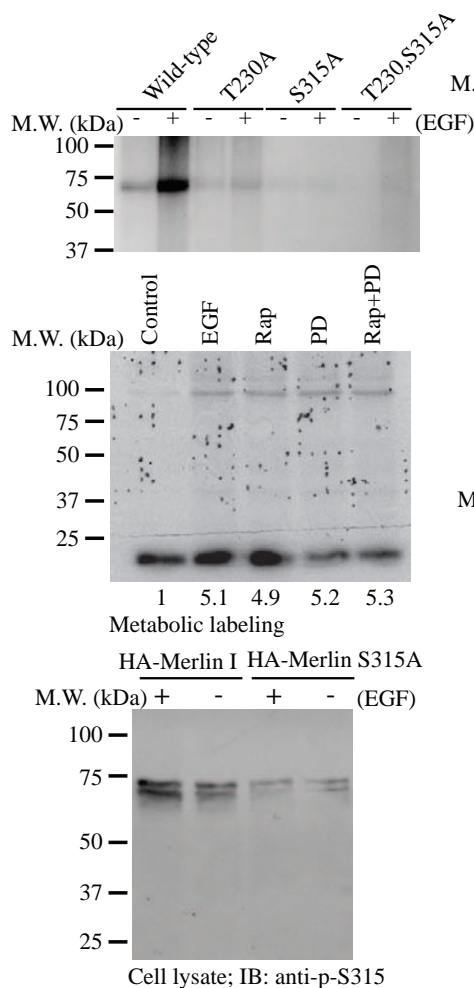 Wild-type T230A S315A T230,S315A
M.
M.W. (kDa) - + - + - + - + (EGF)
100
75
50
37
M.W. (kDa) Control EGF Rap PD Rap+PD
100
75
50
37
M
25
1 5.1 4.9 5.2 5.3
Metabolic labeling
HA-Merlin I HA-Merlin S315A
M.W. (kDa) + - + - (EGF)
100
75
50
37
25
Cell lysate; IB: anti-p-S315